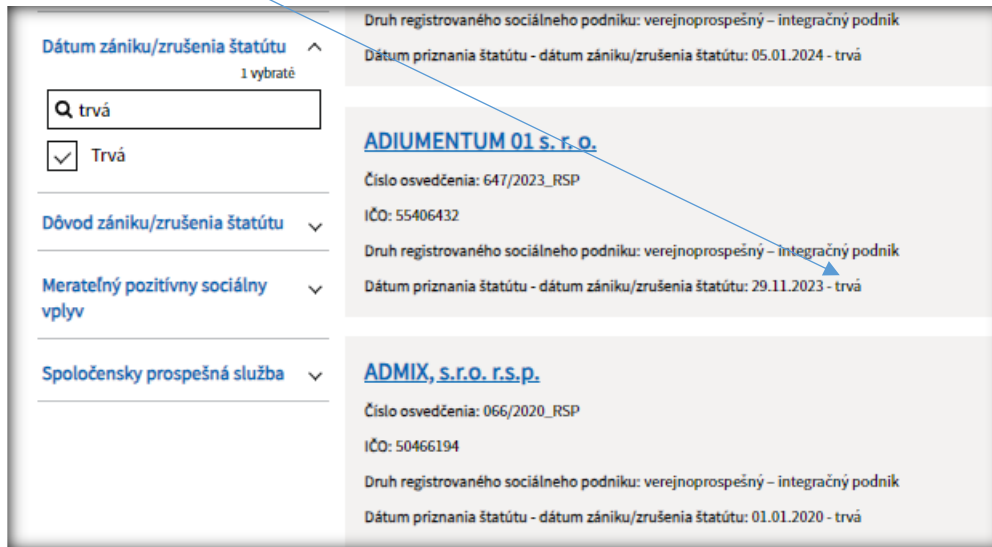 Dátum zániku/zrušenia štatútu
1 vybraté
trvá
Trvá
Dôvod zániku/zrušenia štatútu
Merateľný pozitívny sociálny
vplyv
Spoločensky prospešná služba
Druh registrovaného sociálneho podniku: verejnoprospešný – integračný podnik
Dátum priznania štatútu - dátum zániku/zrušenia štatútu: 05.01.2024 - trvá
ADIUMENTUM 01 s. r. o.
Číslo osvedčenia: 647/2023_RSP
IČO: 55406432
Druh registrovaného sociálneho podniku: verejnoprospešný – integračný podnik
Dátum priznania štatútu - dátum zániku/zrušenia štatútu: 29.11.2023 - trvá
ADMIX, s.r.o. r.s.p.
Číslo osvedčenia: 066/2020_RSP
IČO: 50466194
Druh registrovaného sociálneho podniku: verejnoprospešný – integračný podnik
Dátum priznania štatútu - dátum zániku/zrušenia štatútu: 01.01.2020 - trvá